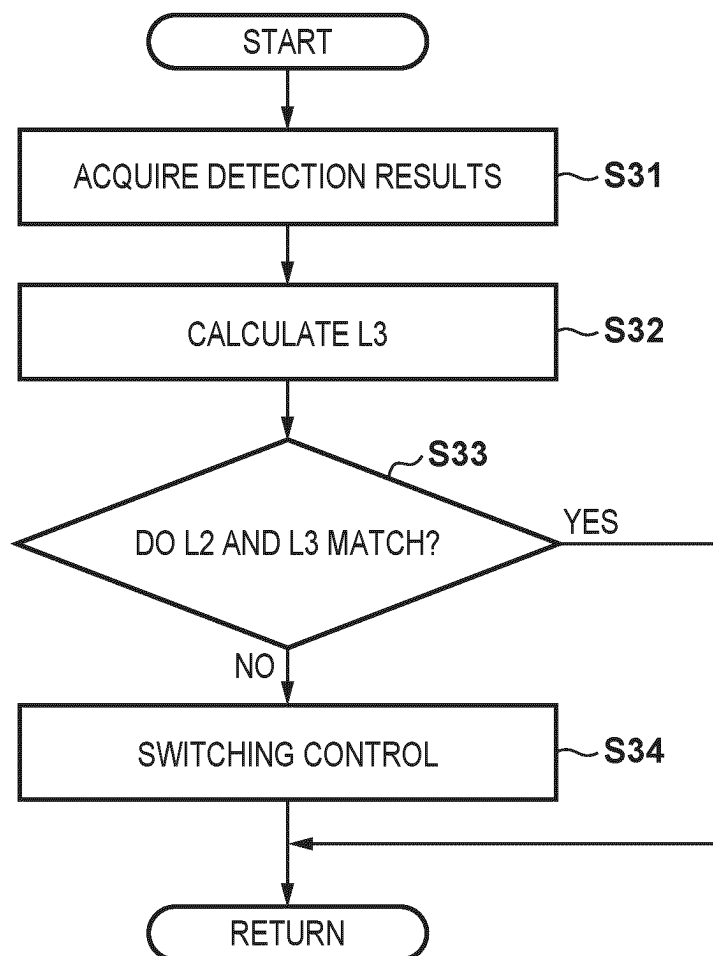 START
ACQUIRE DETECTION RESULTS
S31
CALCULATE L3
S32
S33
DO L2 AND L3 MATCH?
YES
NO
SWITCHING CONTROL
S34
RETURN